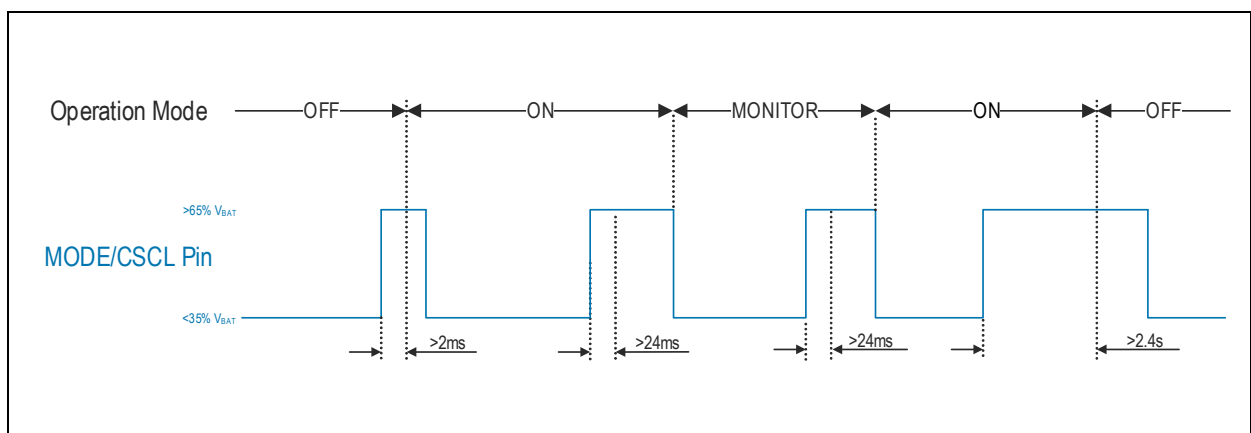 Operation Mode OFF ON MONITOR ON OFF
>65% VBAT
MODE/CSCL Pin
<35% VBAT
>2ms >24ms >24ms >2.4s